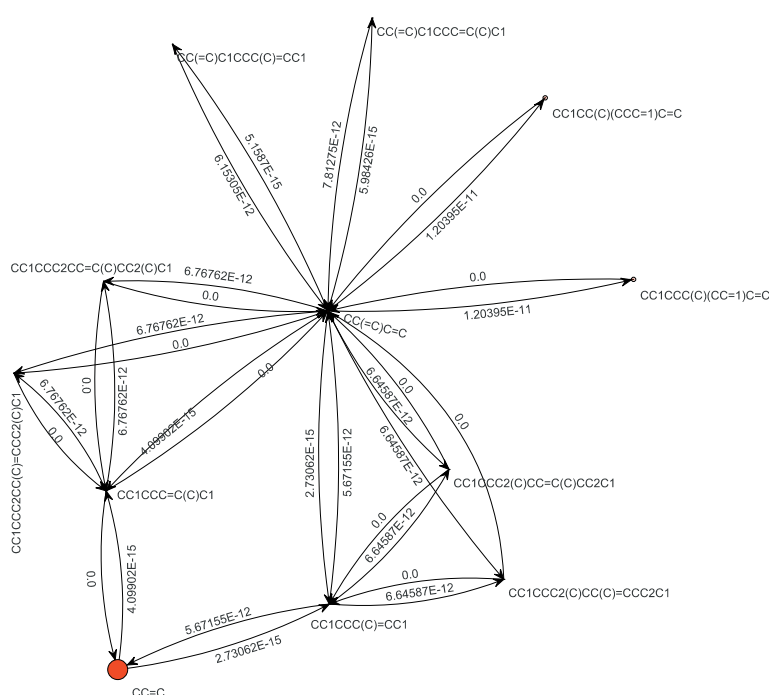 CC(=C)C1CCC(C)=CC1
CC(=C)C1CCC=C(C)C1
CC1CC(C)(CCC=1)C=C
5.1587E-15
6.15305E-12
7.81275E-12
5.98426E-15
0.0
1.20395E-11
CC1CCC2CC=C(C)CC2(C)C1
6.76762E-12
0.0
0.0
1.20395E-11
CC1CCC(C)(CC=1)C=C
CC(=C)C=C
6.76762E-12
0.0
0.0
6.76762E-12
6.76762E-12
0.0
0.0
4.09902E-15
CC1CCC2CC(C)=CCC2(C)C1
CC1CCC=C(C)C1
2.73062E-15
5.67155E-12
0.0
6.64587E-12
6.64587E-12
0.0
CC1CCC2(C)CC=C(C)CC2C1
0.0
6.64587E-12
0.0
4.09902E-15
0.0
6.64587E-12
CC1CCC2(C)CC(C)=CCC2C1
CC1CCC(C)=CC1
5.67155E-12
2.73062E-15
CC=C